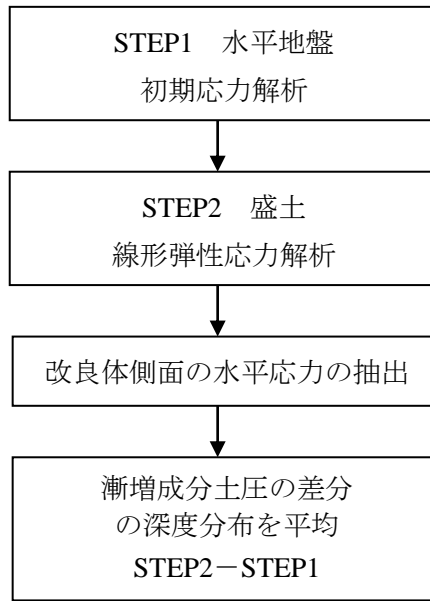 STEP1　水平地盤
初期応力解析
STEP2　盛土
線形弾性応力解析
改良体側面の水平応力の抽出
漸増成分土圧の差分
の深度分布を平均
STEP2－STEP1